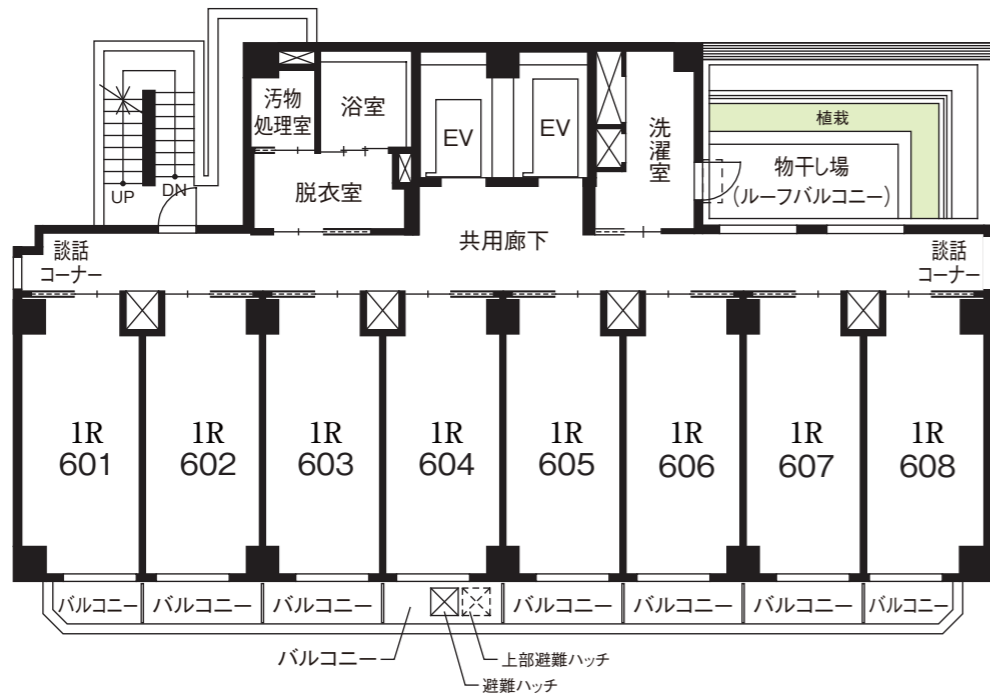 汚物
処理室
浴室
EV
EV
洗濯室
植栽
物干し場
(ルーフバルコニー)
UP
DN
脱衣室
共用廊下
談話
コーナー
談話
コーナー
1R
601
1R
602
1R
603
1R
604
1R
605
1R
606
1R
607
1R
608
バルコニー
バルコニー
バルコニー
バルコニー
バルコニー
バルコニー
バルコニー
バルコニー
上部避難ハッチ
避難ハッチ